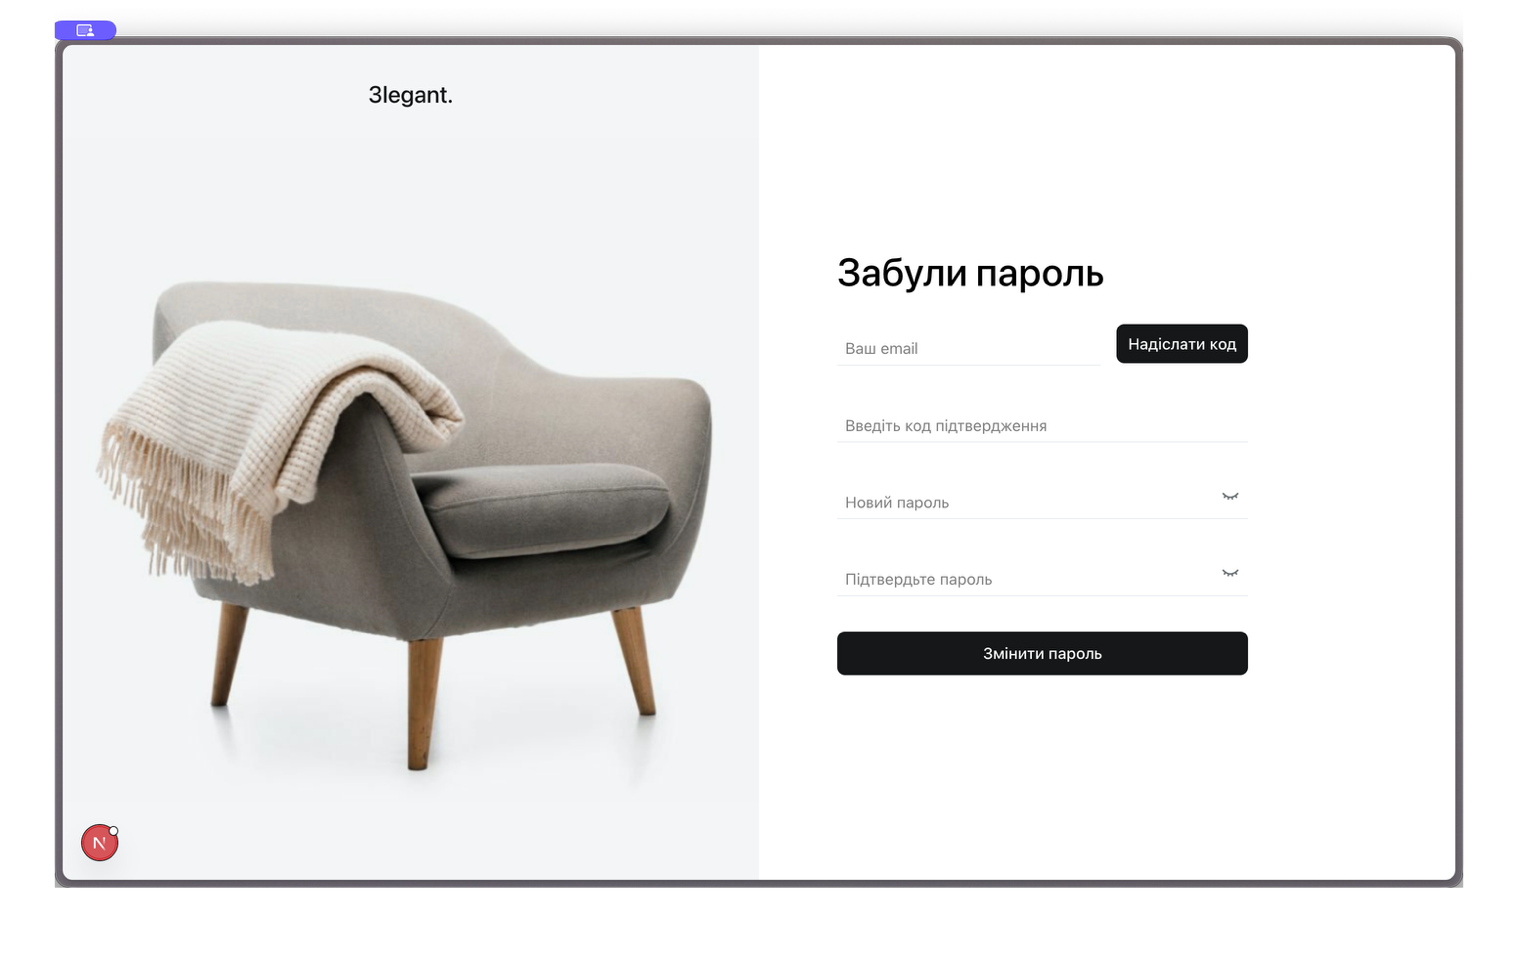 3legant.
Забули пароль
Ваш email
Надіслати код
Введіть код підтвердження
Новий пароль
Підтвердьте пароль
Змінити пароль
N